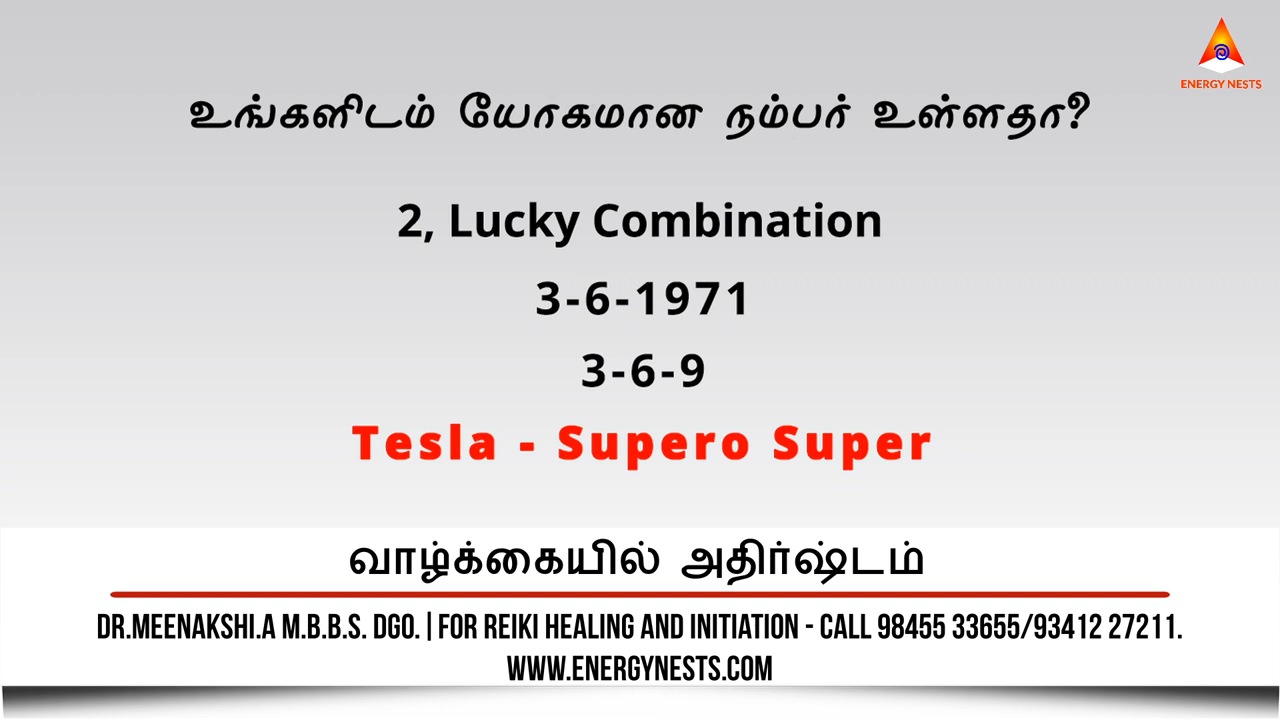 ENERGY NESTS
உங்களிடம் யோகமான நம்பர் உள்ளதா?
2, Lucky Combination
3-6-1971
3-6-9
Tesla - Supero Super
வாழ்க்கையில் அதிர்ஷ்டம்
DR.MEENAKSHI.A M.B.B.S. DGO. | FOR REIKI HEALING AND INITIATION - CALL 98455 33655/93412 27211.
WWW.ENERGYNESTS.COM